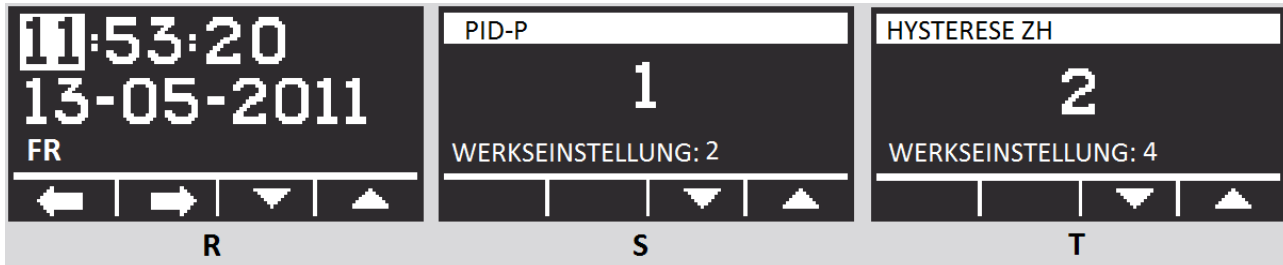 11:53:20
13-05-2011
FR
R
PID-P
1
WERKSEINSTELLUNG: 2
S
HYSTERESE ZH
2
WERKSEINSTELLUNG: 4
T